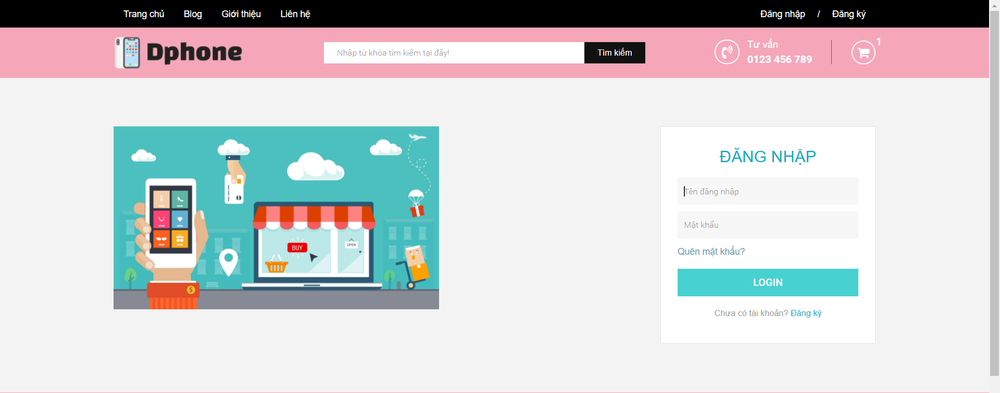 Trang chủ Blog Giới thiệu Liên hệ Đăng nhập / Đăng ký
Dphone
Nhập từ khóa tìm kiếm tại đây!
Tìm kiếm
Tư vấn
0123 456 789
1
BUY
OPEN
$
ĐĂNG NHẬP
Tên đăng nhập
Mật khẩu
Quên mật khẩu?
LOGIN
Chưa có tài khoản? Đăng ký